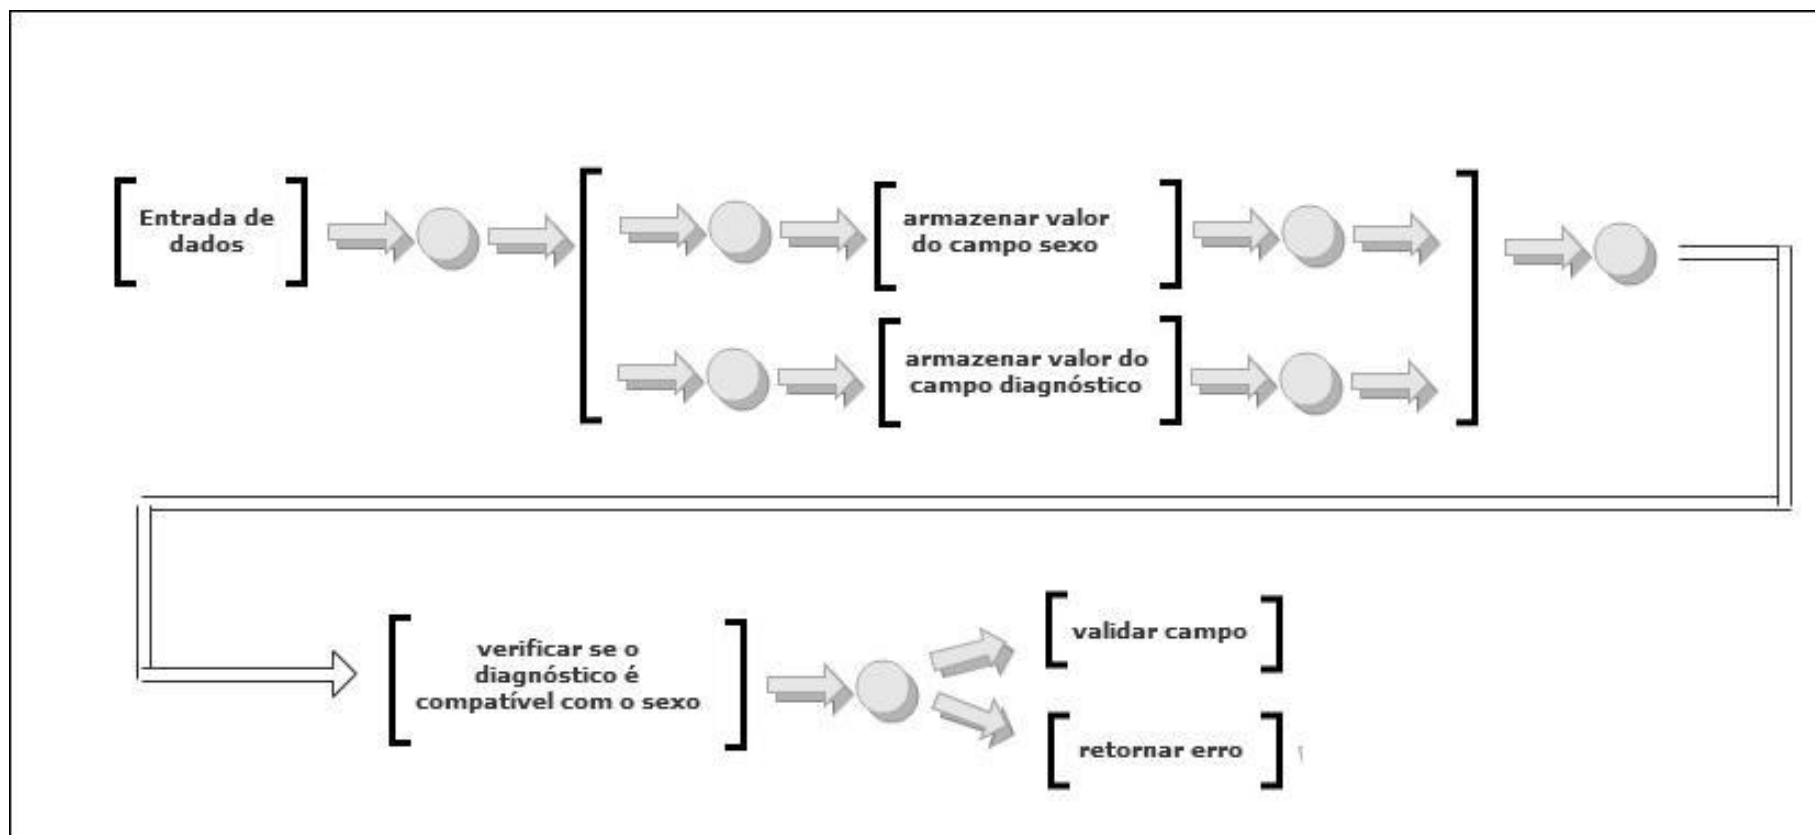 Entrada de
dados
armazenar valor
do campo sexo
armazenar valor do
campo diagnóstico
verificar se o
diagnóstico é
compatível com o sexo
validar campo
retornar erro